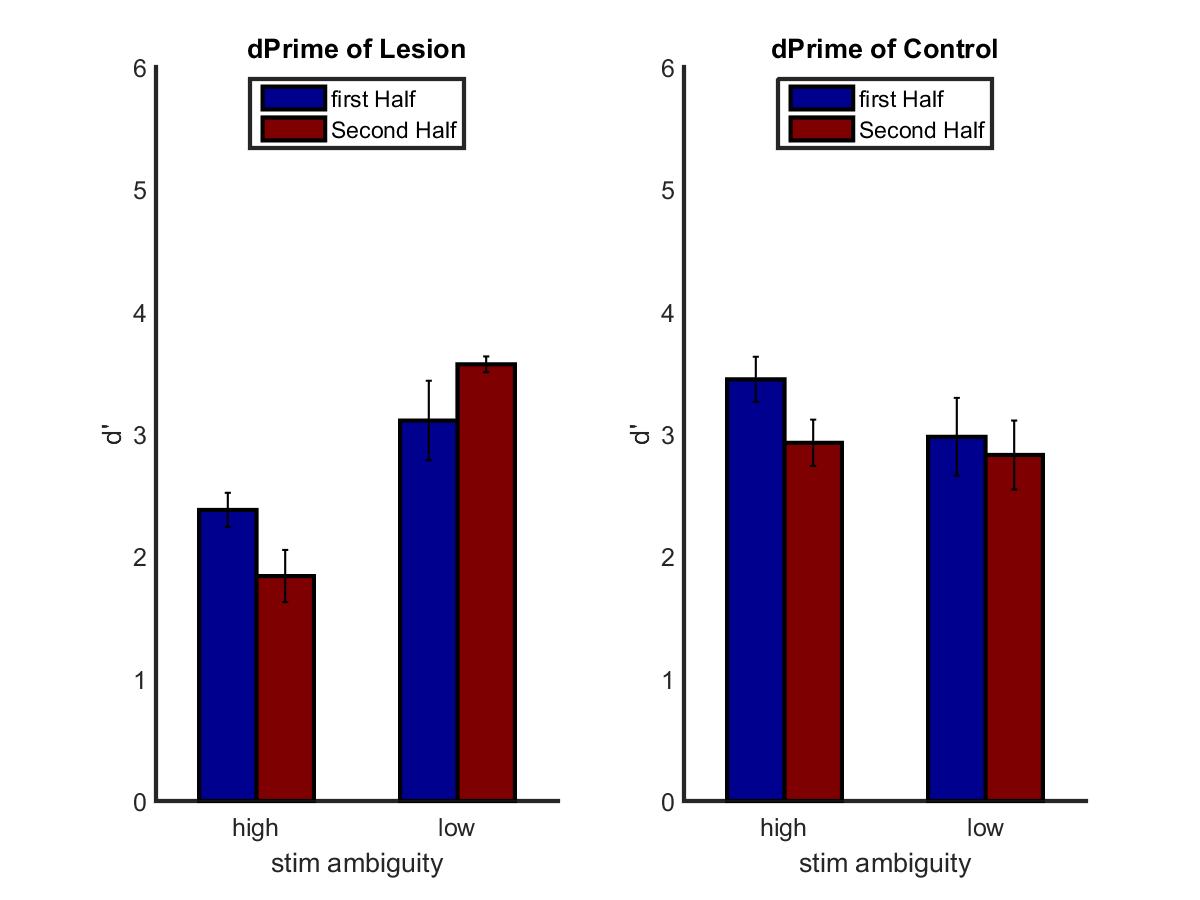 dPrime of Lesion
first Half
Second Half
6
5
4
3
2
1
0
d'
high low
stim ambiguity
dPrime of Control
first Half
Second Half
6
5
4
3
2
1
0
d'
high low
stim ambiguity